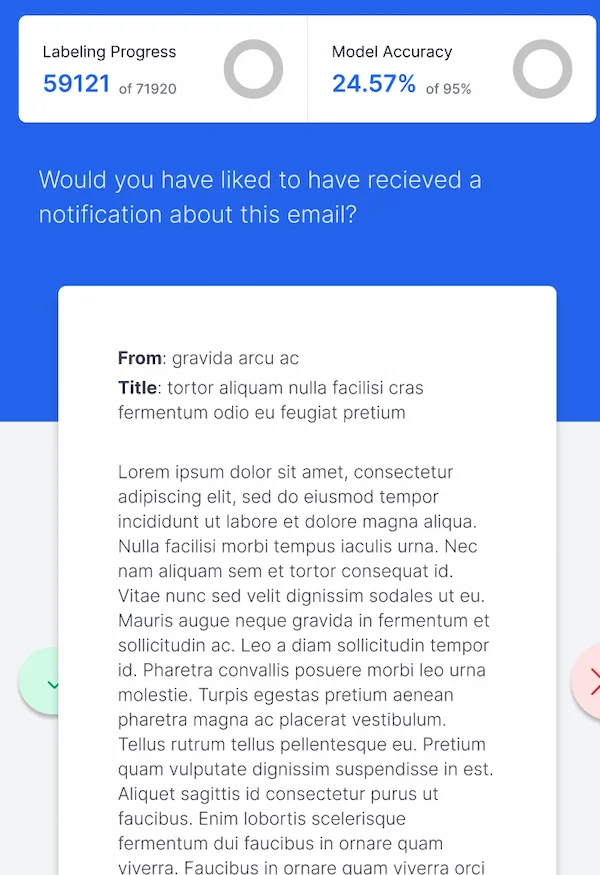 Labeling Progress
59121 of 71920
Model Accuracy
24.57% of 95%
Would you have liked to have recieved a
notification about this email?
From: gravida arcu ac
Title: tortor aliquam nulla facilisi cras
fermentum odio eu feugiat pretium
Lorem ipsum dolor sit amet, consectetur
adipiscing elit, sed do eiusmod tempor
incididunt ut labore et dolore magna aliqua.
Nulla facilisi morbi tempus iaculis urna. Nec
nam aliquam sem et tortor consequat id.
Vitae nunc sed velit dignissim sodales ut eu.
Mauris augue neque gravida in fermentum et
sollicitudin ac. Leo a diam sollicitudin tempor
id. Pharetra convallis posuere morbi leo urna
molestie. Turpis egestas pretium aenean
pharetra magna ac placerat vestibulum.
Tellus rutrum tellus pellentesque eu. Pretium
quam vulputate dignissim suspendisse in est.
Aliquet sagittis id consectetur purus ut
faucibus. Enim lobortis scelerisque
fermentum dui faucibus in ornare quam
viverra. Faucibus in ornare quam viverra orci